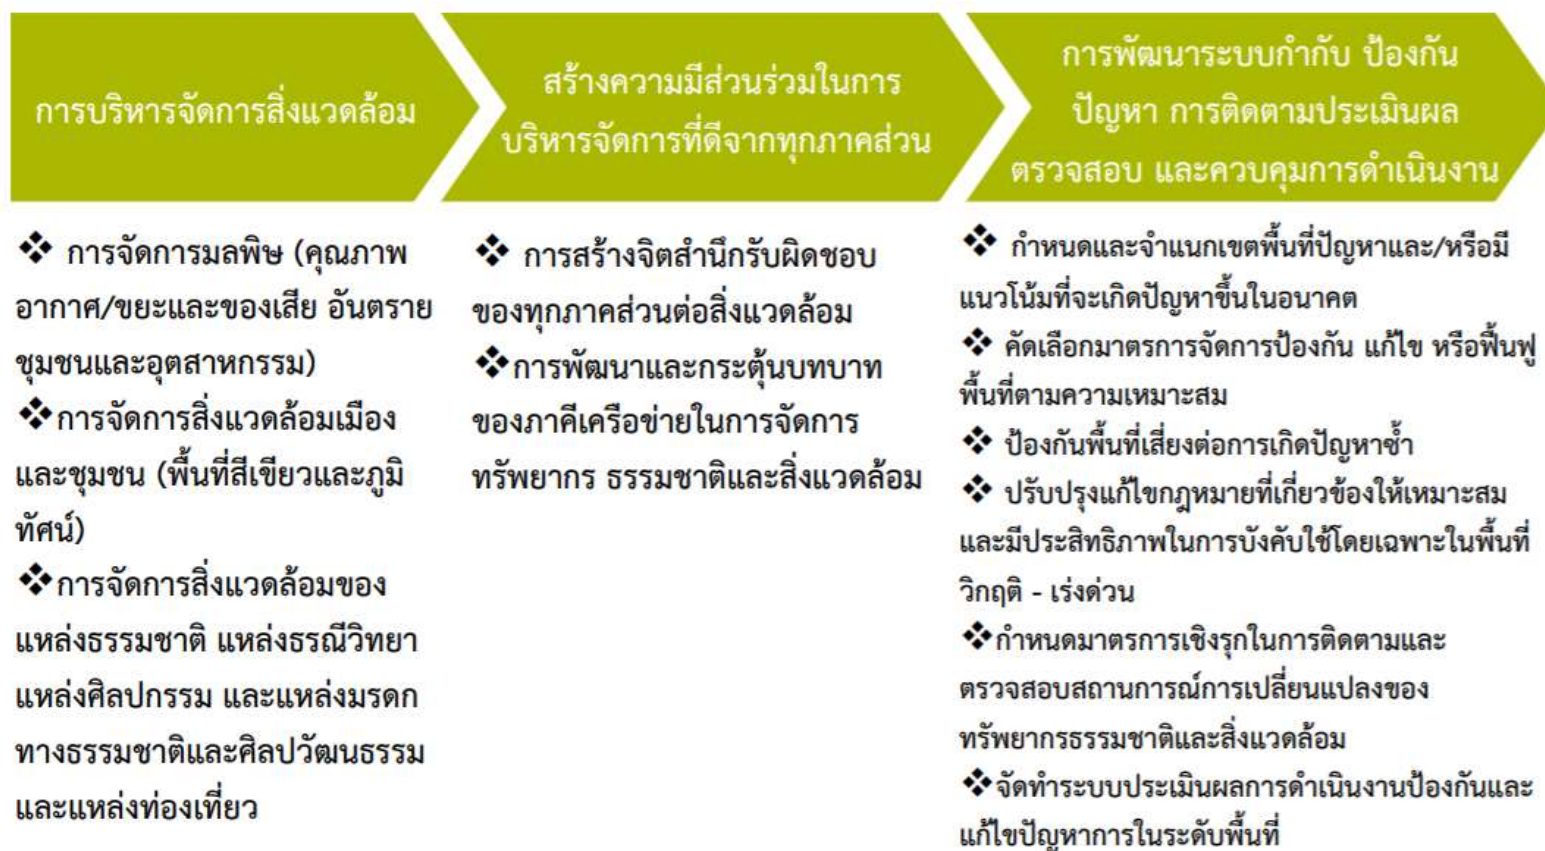 การบริหารจัดการสิ่งแวดล้อม
❖ การจัดการมลพิษ (คุณภาพ
อากาศ/ขยะและของเสีย อันตราย
ชุมชนและอุตสาหกรรม)
❖การจัดการสิ่งแวดล้อมเมือง
และชุมชน (พื้นที่สีเขียวและภูมิ
ทัศน์)
❖การจัดการสิ่งแวดล้อมของ
แหล่งธรรมชาติ แหล่งธรณีวิทยา
แหล่งศิลปกรรม และแหล่งมรดก
ทางธรรมชาติและศิลปวัฒนธรรม
และแหล่งท่องเที่ยว
สร้างความมีส่วนร่วมในการ
บริหารจัดการที่ดีจากทุกภาคส่วน
❖ การสร้างจิตสำนึกรับผิดชอบ
ของทุกภาคส่วนต่อสิ่งแวดล้อม
❖การพัฒนาและกระตุ้นบทบาท
ของภาคีเครือข่ายในการจัดการ
ทรัพยากร ธรรมชาติและสิ่งแวดล้อม
การพัฒนาระบบกำกับ ป้องกัน
ปัญหา การติดตามประเมินผล
ตรวจสอบ และควบคุมการดำเนินงาน
❖ กำหนดและจำแนกเขตพื้นที่ปัญหาและ/หรือมี
แนวโน้มที่จะเกิดปัญหาขึ้นในอนาคต
❖ คัดเลือกมาตรการจัดการป้องกัน แก้ไข หรือฟื้นฟู
พื้นที่ตามความเหมาะสม
❖ ป้องกันพื้นที่เสี่ยงต่อการเกิดปัญหาซ้ำ
❖ ปรับปรุงแก้ไขกฎหมายที่เกี่ยวข้องให้เหมาะสม
และมีประสิทธิภาพในการบังคับใช้โดยเฉพาะในพื้นที่
วิกฤติ - เร่งด่วน
❖กำหนดมาตรการเชิงรุกในการติดตามและ
ตรวจสอบสถานการณ์การเปลี่ยนแปลงของ
ทรัพยากรธรรมชาติและสิ่งแวดล้อม
❖จัดทำระบบประเมินผลการดำเนินงานป้องกันและ
แก้ไขปัญหาการในระดับพื้นที่